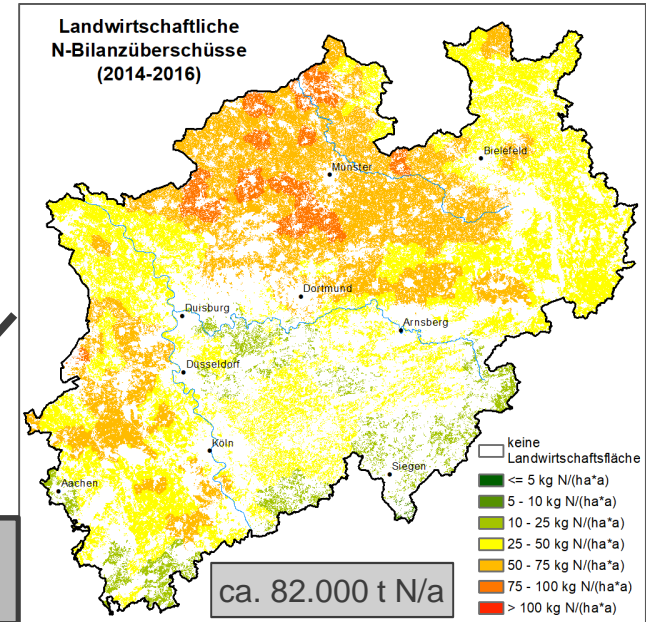 Landwirtschaftliche
N-Bilanzüberschüsse
(2014-2016)
Bielefeld
Münster
Dortmund
Duisburg
Arnsberg
Düsseldorf
Köln
Siegen
Aachen
keine
Landwirtschaftsfläche
<= 5 kg N/(ha*a)
5 - 10 kg N/(ha*a)
10 - 25 kg N/(ha*a)
25 - 50 kg N/(ha*a)
50 - 75 kg N/(ha*a)
75 - 100 kg N/(ha*a)
> 100 kg N/(ha*a)
ca. 82.000 t N/a